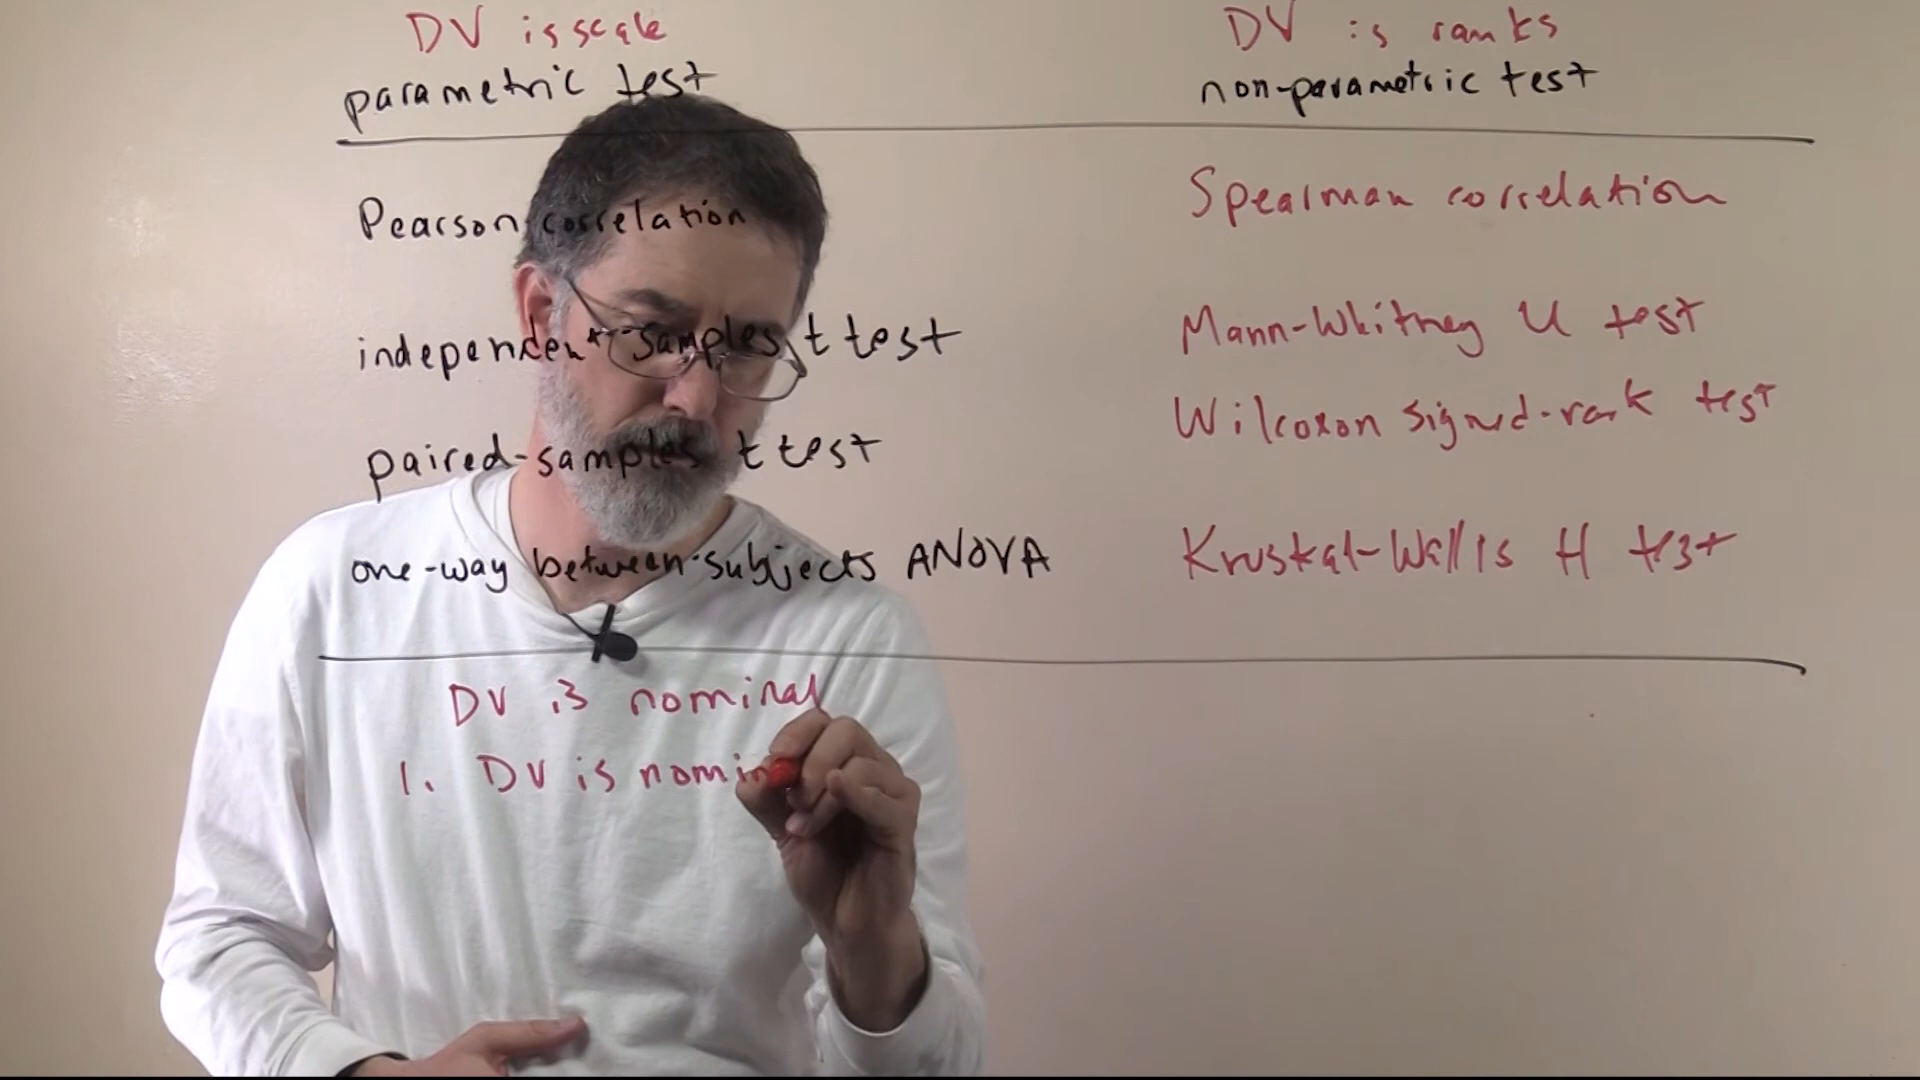 DV is scale
parametric test
DV is ranks
non-parametric test
Pearson correlation
Spearman correlation
independent-samples t test
Mann-Whitney U test
paired-samples t test
Wilcoxon signed-rank test
one-way between-subjects ANOVA
Kruskal-Wallis H test
DV is nominal
1. DV is nomin